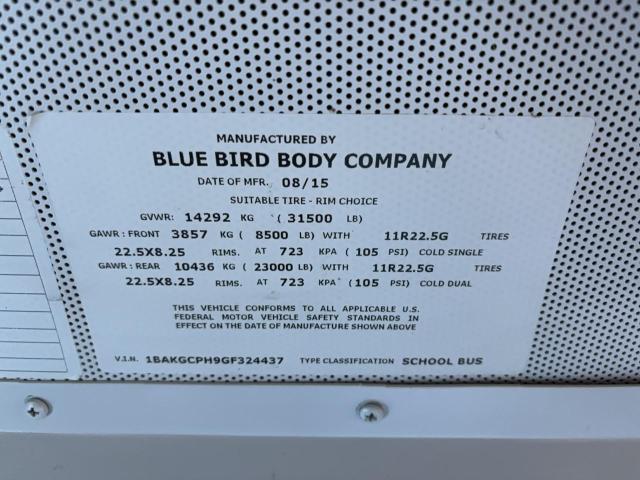 MANUFACTURED BY
BLUE BIRD BODY COMPANY
DATE OF MFR. 08/15
SUITABLE TIRE - RIM CHOICE
GVWR: 14292 KG (31500 LB)
GAWR: FRONT 3857 KG ( 8500 LB) WITH 11R22.5G TIRES
22.5X8.25 RIMS. AT 723 KPA ( 105 PSI) COLD SINGLE
GAWR: REAR 10436 KG ( 23000 LB) WITH 11R22.5G TIRES
22.5X8.25 RIMS. AT 723 KPA (105 PSI) COLD DUAL
THIS VEHICLE CONFORMS TO ALL APPLICABLE U.S.
FEDERAL MOTOR VEHICLE SAFETY STANDARDS IN
EFFECT ON THE DATE OF MANUFACTURE SHOWN ABOVE
V.I.N. 1BAKGCPH9GF324437 TYPE CLASSIFICATION SCHOOL BUS